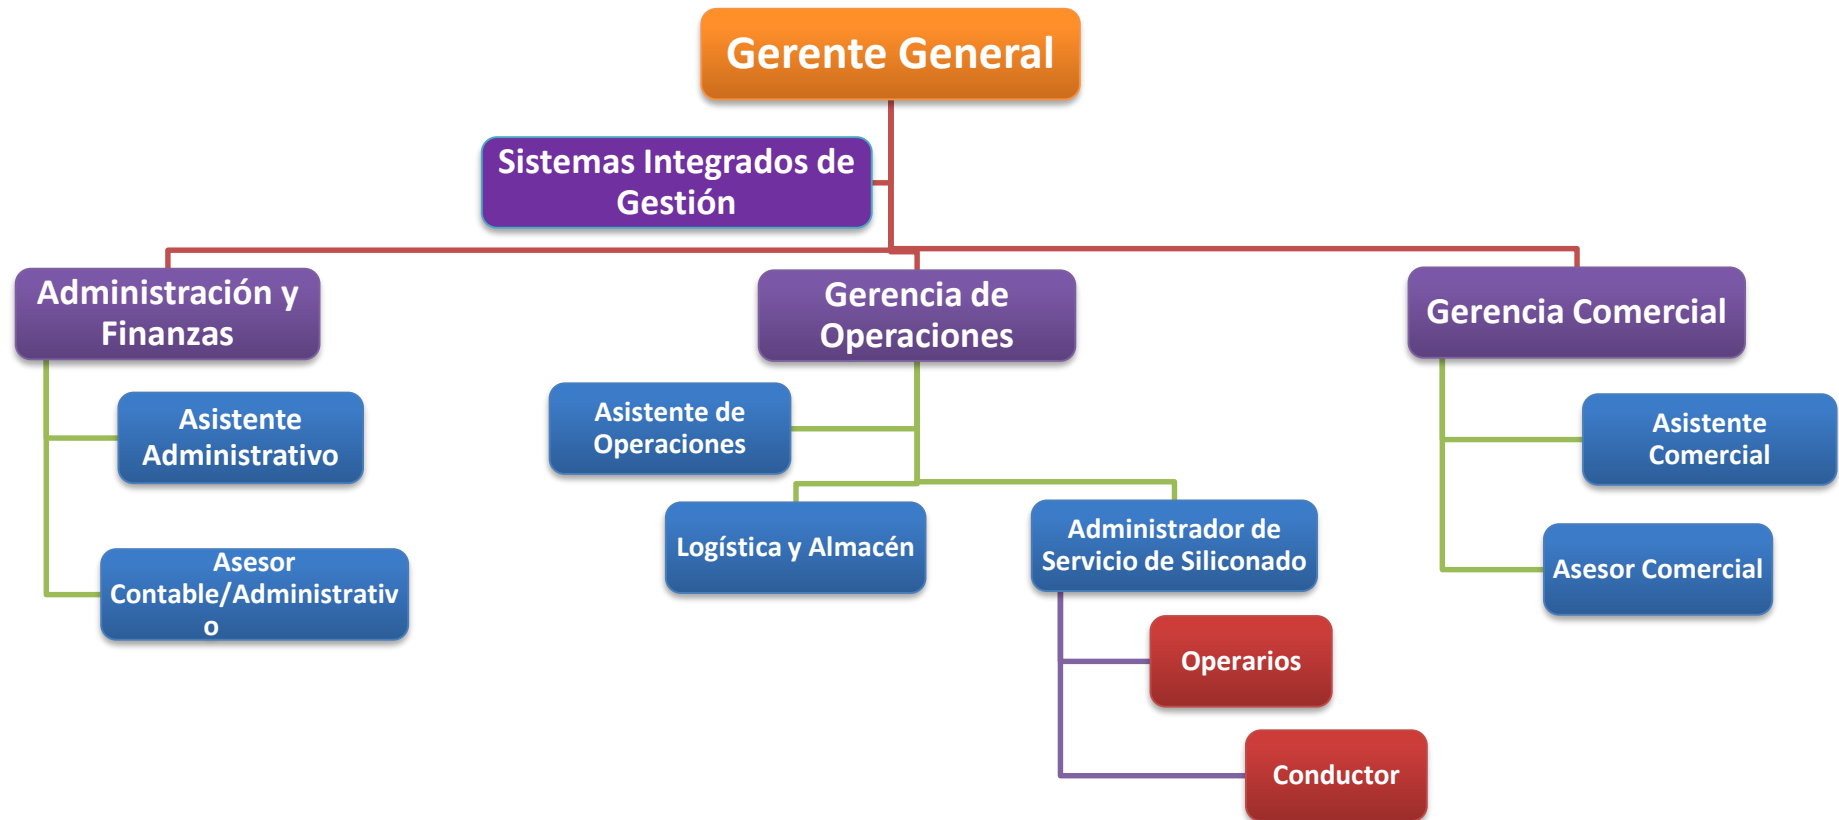 Gerente General
Sistemas Integrados de
Gestión
Administración y
Finanzas
Gerencia de
Operaciones
Gerencia Comercial
Asistente
Administrativo
Asistente de
Operaciones
Asistente
Comercial
Asesor
Contable/Administrativ
o
Logística y Almacén
Administrador de
Servicio de Siliconado
Asesor Comercial
Operarios
Conductor